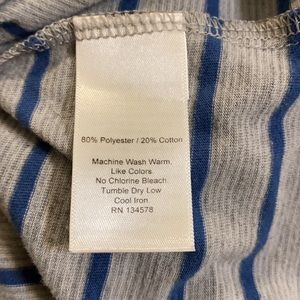 80% Polyester / 20% Cotton
Machine Wash Warm.
Like Colors
No Chlorine Bleach.
Tumble Dry Low
Cool Iron
RN 134578